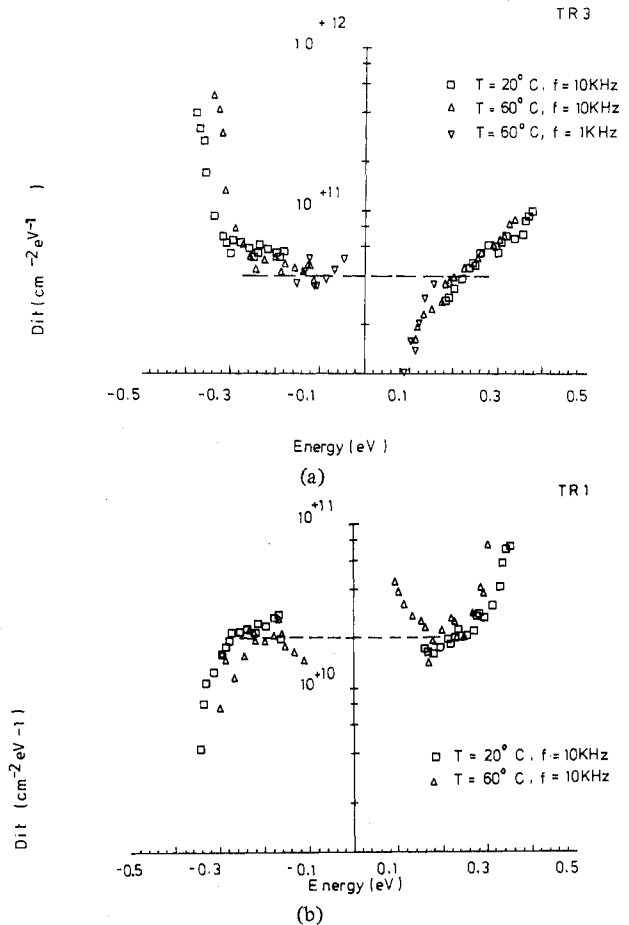 TR3
10 +12
□ T = 20° C, f = 10KHz
△ T = 60° C, f = 10KHz
▽ T = 60° C, f = 1KHz
10 +11
Dit (cm -2 eV-1 )
-0.5 -0.3 -0.1 0.1 0.3 0.5
Energy (eV)
(a)
TR1
10 +11
10 +10
□ T = 20° C, f = 10KHz
△ T = 60° C, f = 10KHz
Dit (cm-2 eV -1)
-0.5 -0.3 -0.1 0.1 0.3 0.5
Energy (eV)
(b)